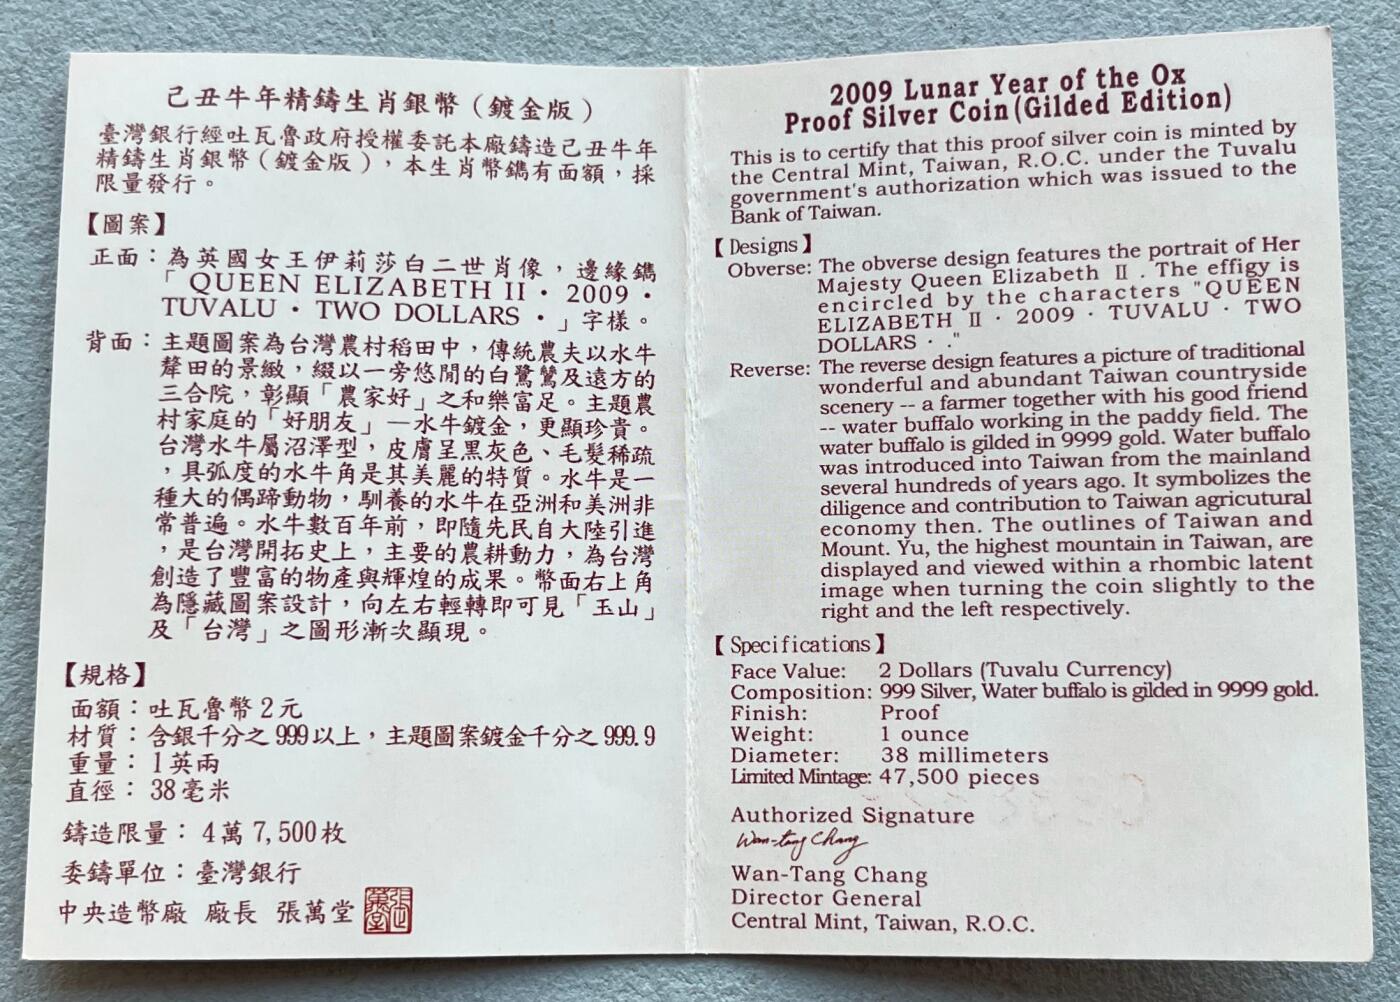 己丑牛年精鑄生肖銀幣（鍍金版）
臺灣銀行經吐瓦魯政府授權委託本廠鑄造己丑牛年
精鑄生肖銀幣（鍍金版），本生肖幣鐫有面額，採
限量發行。
【圖案】
正面：為英國女王伊莉莎白二世肖像，邊緣鐫
「QUEEN ELIZABETH II・2009・
TUVALU・TWO DOLLARS・」字樣。
背面：主題圖案為台灣農村稻田中，傳統農夫以水牛
犛田的景緻，綴以一旁悠閒的白鷺鷥及遠方的
三合院，彰顯「農家好」之和樂富足。主題農
村家庭的「好朋友」—水牛鍍金，更顯珍貴。
台灣水牛屬沼澤型，皮膚呈黑灰色、毛髮稀疏
，具弧度的水牛角是其美麗的特質。水牛是一
種大的偶蹄動物，馴養的水牛在亞洲和美洲非
常普遍。水牛數百年前，即隨先民自大陸引進
，是台灣開拓史上，主要的農耕動力，為台灣
創造了豐富的物產與輝煌的成果。幣面右上角
為隱藏圖案設計，向左右輕轉即可見「玉山」
及「台灣」之圖形漸次顯現。
【規格】
面額：吐瓦魯幣2元
材質：含銀千分之999以上，主題圖案鍍金千分之999.9
重量：1英兩
直徑：38毫米
鑄造限量：4萬7,500枚
委鑄單位：臺灣銀行
中央造幣廠 廠長 張萬堂
張萬堂
2009 Lunar Year of the Ox
Proof Silver Coin(Gilded Edition)
This is to certify that this proof silver coin is minted by
the Central Mint, Taiwan, R.O.C. under the Tuvalu
government's authorization which was issued to the
Bank of Taiwan.
【Designs】
Obverse: The obverse design features the portrait of Her
Majesty Queen Elizabeth II . The effigy is
encircled by the characters "QUEEN
ELIZABETH II · 2009 · TUVALU · TWO
DOLLARS · ."
Reverse: The reverse design features a picture of traditional
wonderful and abundant Taiwan countryside
scenery -- a farmer together with his good friend
-- water buffalo working in the paddy field. The
water buffalo is gilded in 9999 gold. Water buffalo
was introduced into Taiwan from the mainland
several hundreds of years ago. It symbolizes the
diligence and contribution to Taiwan agricutural
economy then. The outlines of Taiwan and
Mount. Yu, the highest mountain in Taiwan, are
displayed and viewed within a rhombic latent
image when turning the coin slightly to the
right and the left respectively.
【Specifications】
Face Value: 2 Dollars (Tuvalu Currency)
Composition: 999 Silver, Water buffalo is gilded in 9999 gold.
Finish: Proof
Weight: 1 ounce
Diameter: 38 millimeters
Limited Mintage: 47,500 pieces
Authorized Signature
Wan-tang Chang
Wan-Tang Chang
Director General
Central Mint, Taiwan, R.O.C.